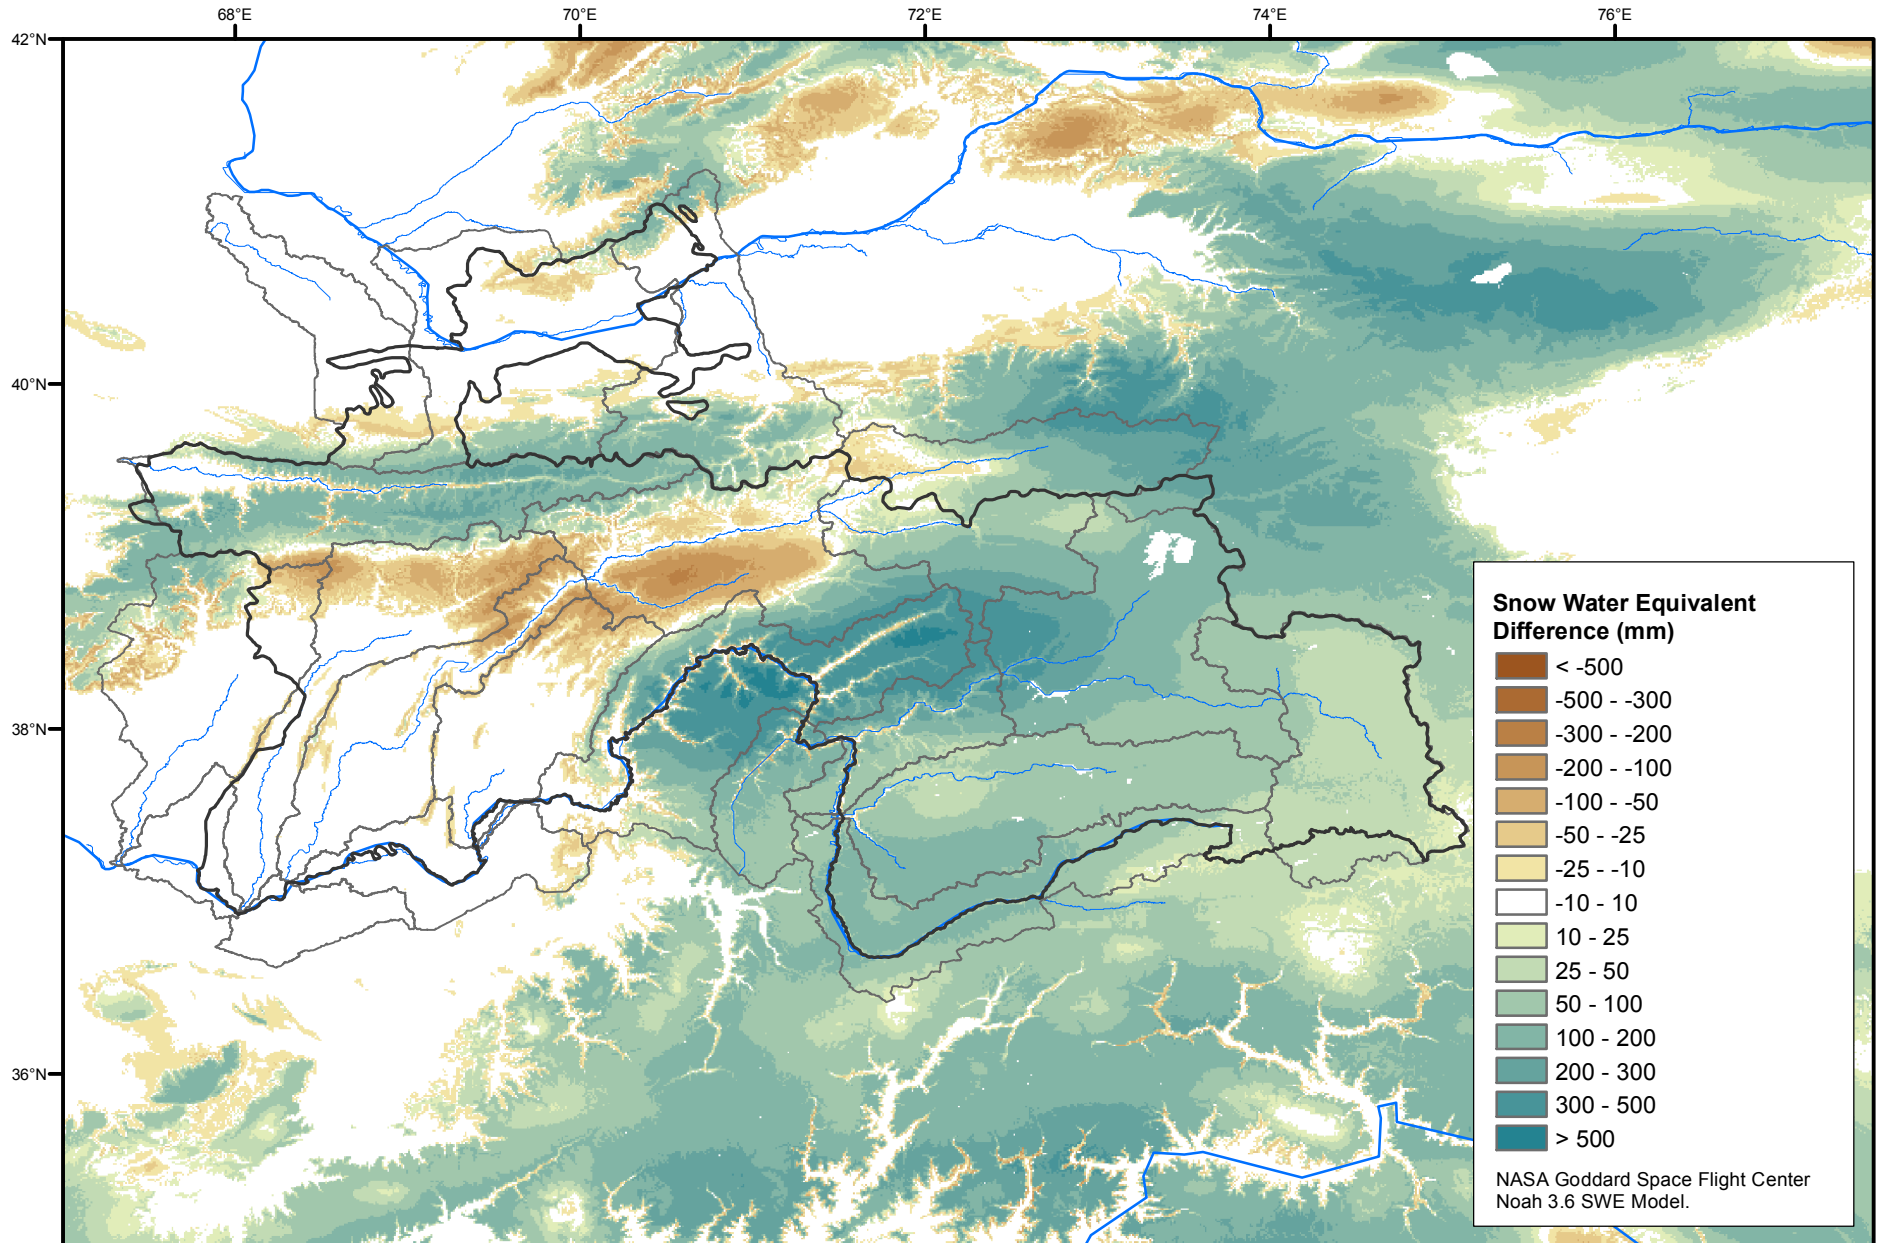 68°E 70°E 72°E 74°E 76°E
42°N
40°N
38°N
36°N
Snow Water Equivalent
Difference (mm)
< -500
-500 - -300
-300 - -200
-200 - -100
-100 - -50
-50 - -25
-25 - -10
-10 - 10
10 - 25
25 - 50
50 - 100
100 - 200
200 - 300
300 - 500
> 500
NASA Goddard Space Flight Center
Noah 3.6 SWE Model.